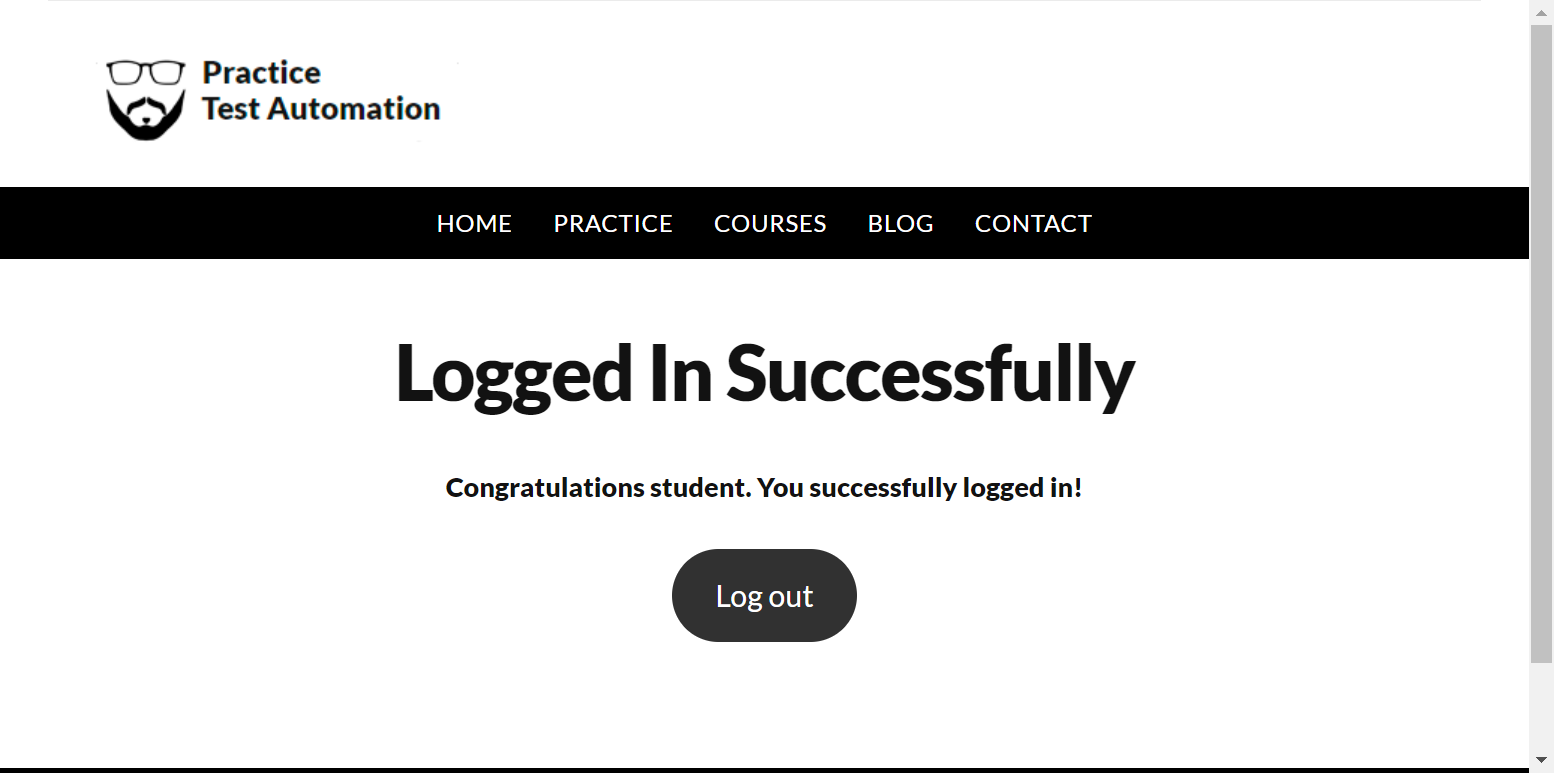 Practice
Test Automation
HOME PRACTICE COURSES BLOG CONTACT
Logged In Successfully
Congratulations student. You successfully logged in!
Log out